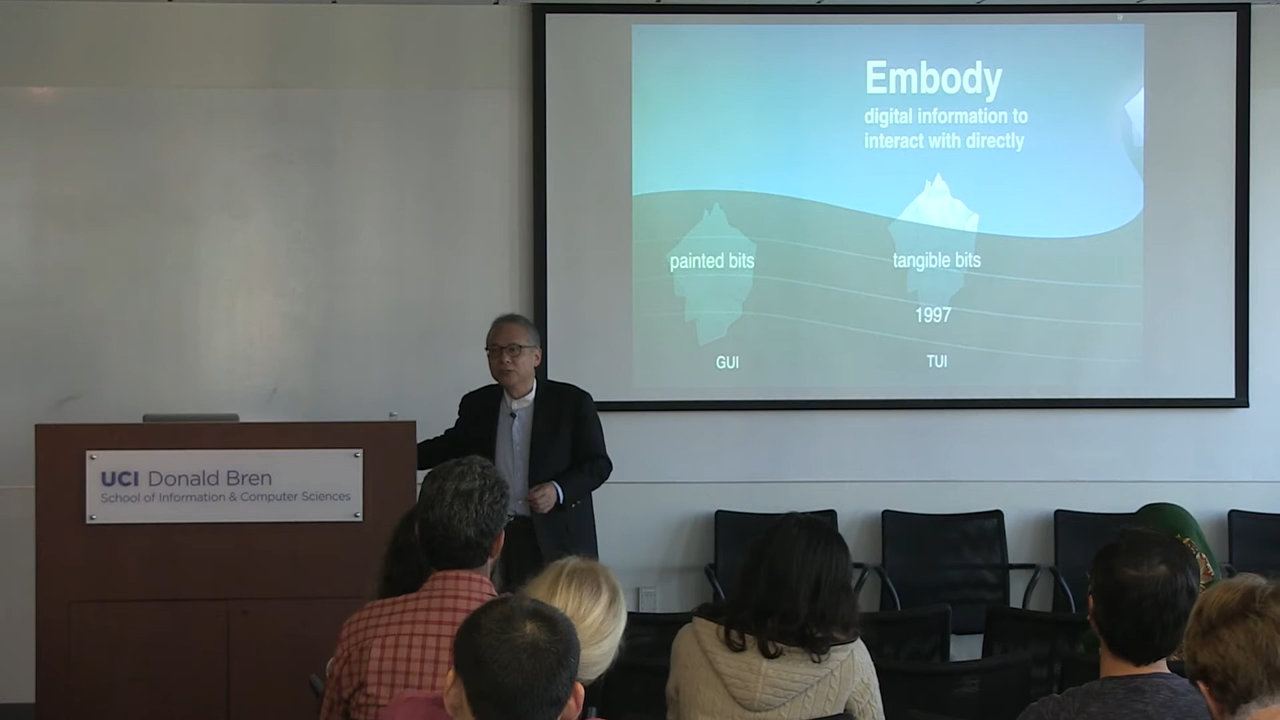 Embody
digital information to
interact with directly
painted bits
tangible bits
1997
GUI
TUI
UCI Donald Bren
School of Information & Computer Sciences